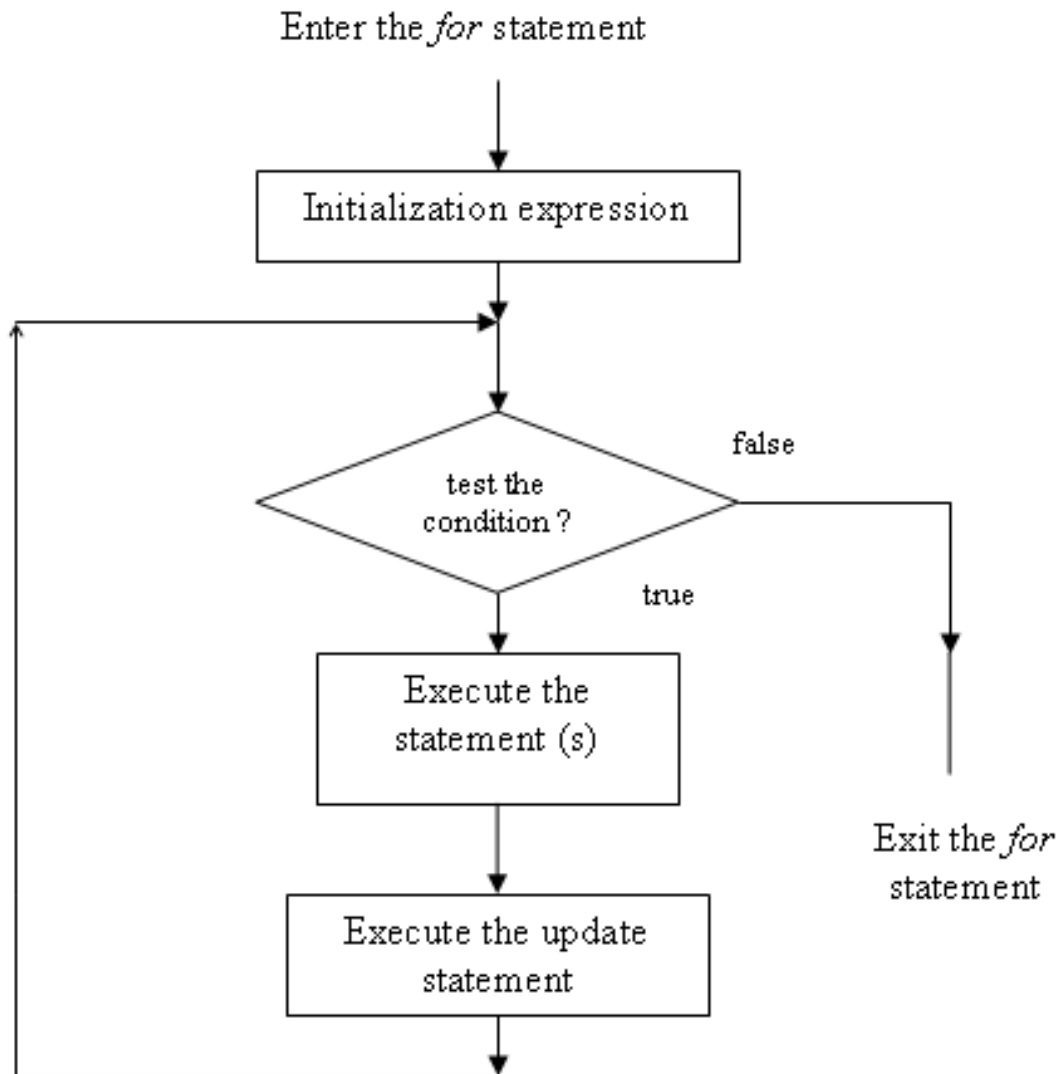 Enter the for statement
Initialization expression
false
test the
condition ?
true
Execute the
statement (s)
Exit the for
statement
Execute the update
statement